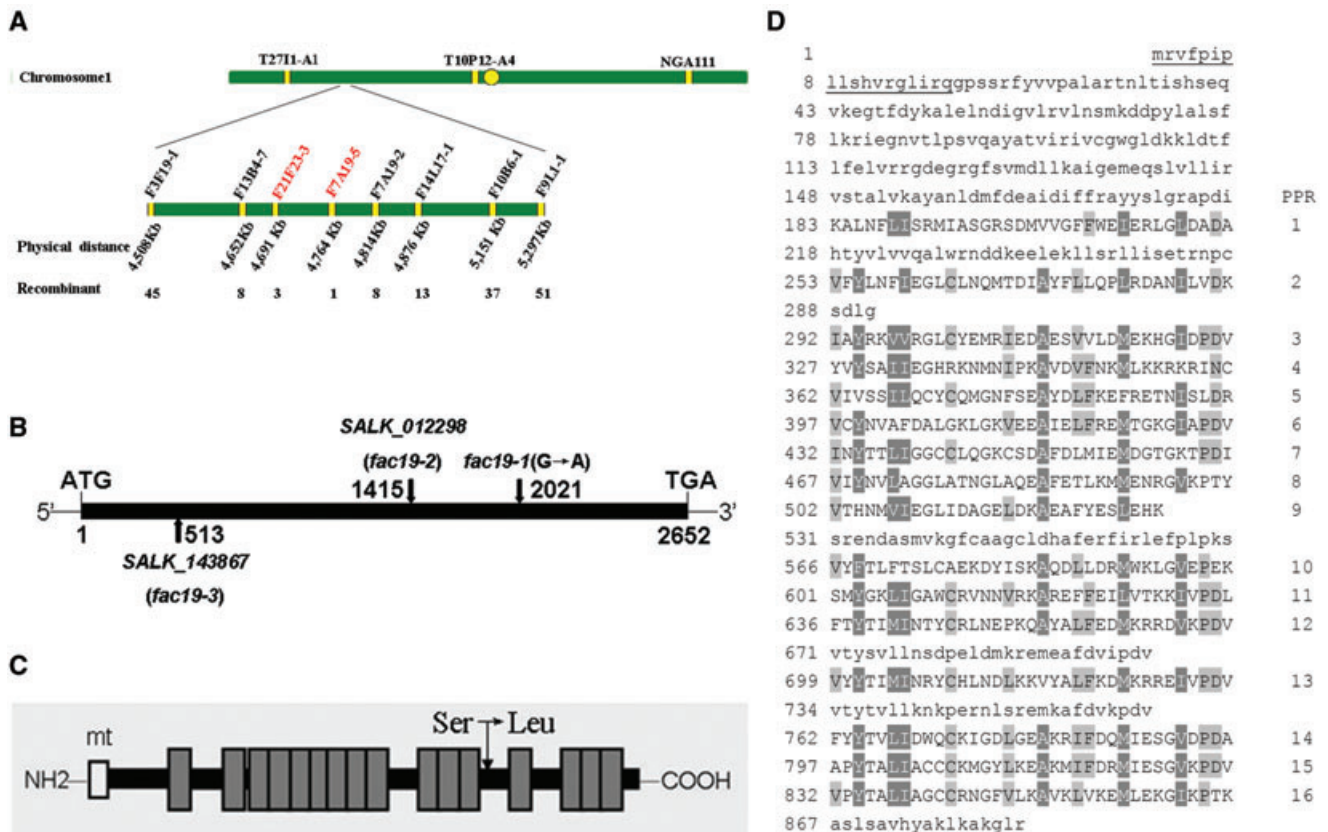 A
T27I1-A1
T10P12-A4
NGA111
Chromosome1
F3F19-1
F13B4-7
F21F23-3
F7A19-5
F7A19-2
F14L17-1
F10B6-1
F9L1-1
Physical distance
4,508Kb
4,652Kb
4,691 Kb
4,764 Kb
4,814Kb
4,876 Kb
5,151 Kb
5,297Kb
Recombinant 45 8 3 1 8 13 37 51
B
SALK_012298
(fac19-2) fac19-1(G→A)
ATG 1415 2021 TGA
5' 3'
1 513 2652
SALK_143867
(fac19-3)
C
Ser Leu
mt
NH2 COOH
D
1 mrvfpip
8 llshvrglirqgpssrfyvvpalartnltishseq
43 vkegtfdykalelndigvlrvlnsmkddpylalsf
78 lkriegnvtlpsvqayatvirivcgwgldkkldtf
113 lfelvrrgdegrgfsvmdllkaigemeqslvllir
148 vstalvkayanldmfdeaidiffrayyslgrapdi PPR
183 KALNFLISRMIASGRSDMVVGFFWEIERLGLDADA 1
218 htyvlvvqalwrnddkeelekllsrllisetrnpc
253 VFYLNFIEGLCLNQMTDIAYFLLQPLRDANILVDK 2
288 sdlg
292 IAYRKVVRGLCYEMRIEDAESVVLDMEKHGIDPDV 3
327 YVYSAIIEGHRKNMNIPKAVDVFNKMLKKRKRINC 4
362 VIVSSILQCYCQMGNFSEAYDLFKEFRETNISLDR 5
397 VCYNVAFDALGKLGKVEEAIELFREMTGKGIAPDV 6
432 INYTTLIGGCCLQGKCSDAFDLMIEMDGTGKTPDI 7
467 VIYNVLAGGLATNGLAQEAFETLKMMENRGVKPTY 8
502 VTHNMVIEGLIDAGELDKAEAFYESLEHK 9
531 srendasmvkgfcaagcldhaferfirlefplpks
566 VYFTLFTSLCAEKDYISKAQDLLDRMWKLGVEPEK 10
601 SMYGKLIGAWCRVNNVRKAREFFEILVTKKIVPDL 11
636 FTYTIMINTYCRLNEPKQAYALFEDMKRRDVKPDV 12
671 vtysvllnsdpeldmkremeafdvipdv
699 VYYTIMINRYCHLNDLKKVYALFKDMKRREIVPDV 13
734 vtytvllknkpernlsremkafdvkpdv
762 FYYTVLIDWQCKIGDLGEAKRIFDQMIESGVDPDA 14
797 APYTALIACCCKMGYLKEAKMIFDRMIESGVKPDV 15
832 VPYTALIAGCCRNGFVLKAVKLVKEMLEKGIKPTK 16
867 aslsavhyaklkakglr